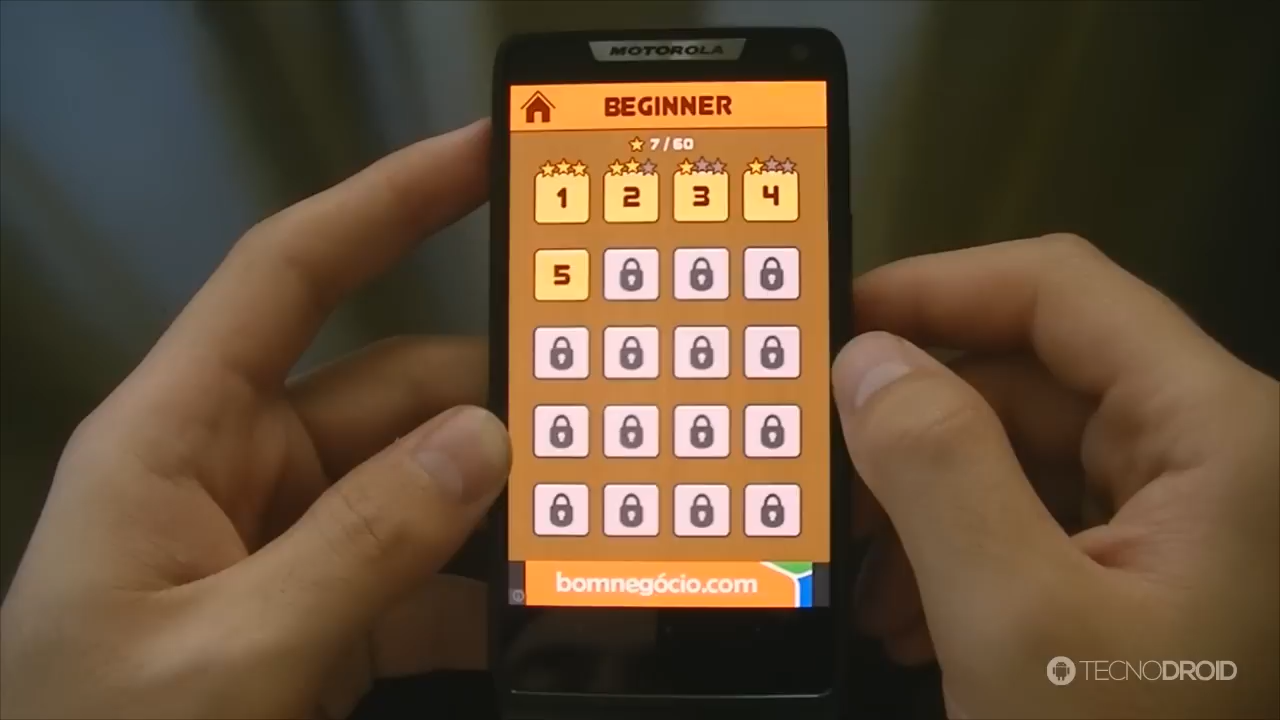 MOTOROLA
BEGINNER
7/60
1 2 3 4
5
bomnegócio.com
TECNODROID